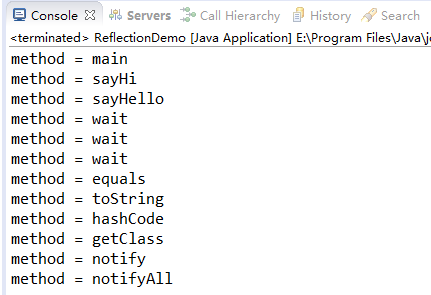 Console Servers Call Hierarchy History Search
<terminated> ReflectionDemo [Java Application] E:\Program Files\Java\j
method = main
method = sayHi
method = sayHello
method = wait
method = wait
method = wait
method = equals
method = toString
method = hashCode
method = getClass
method = notify
method = notifyAll